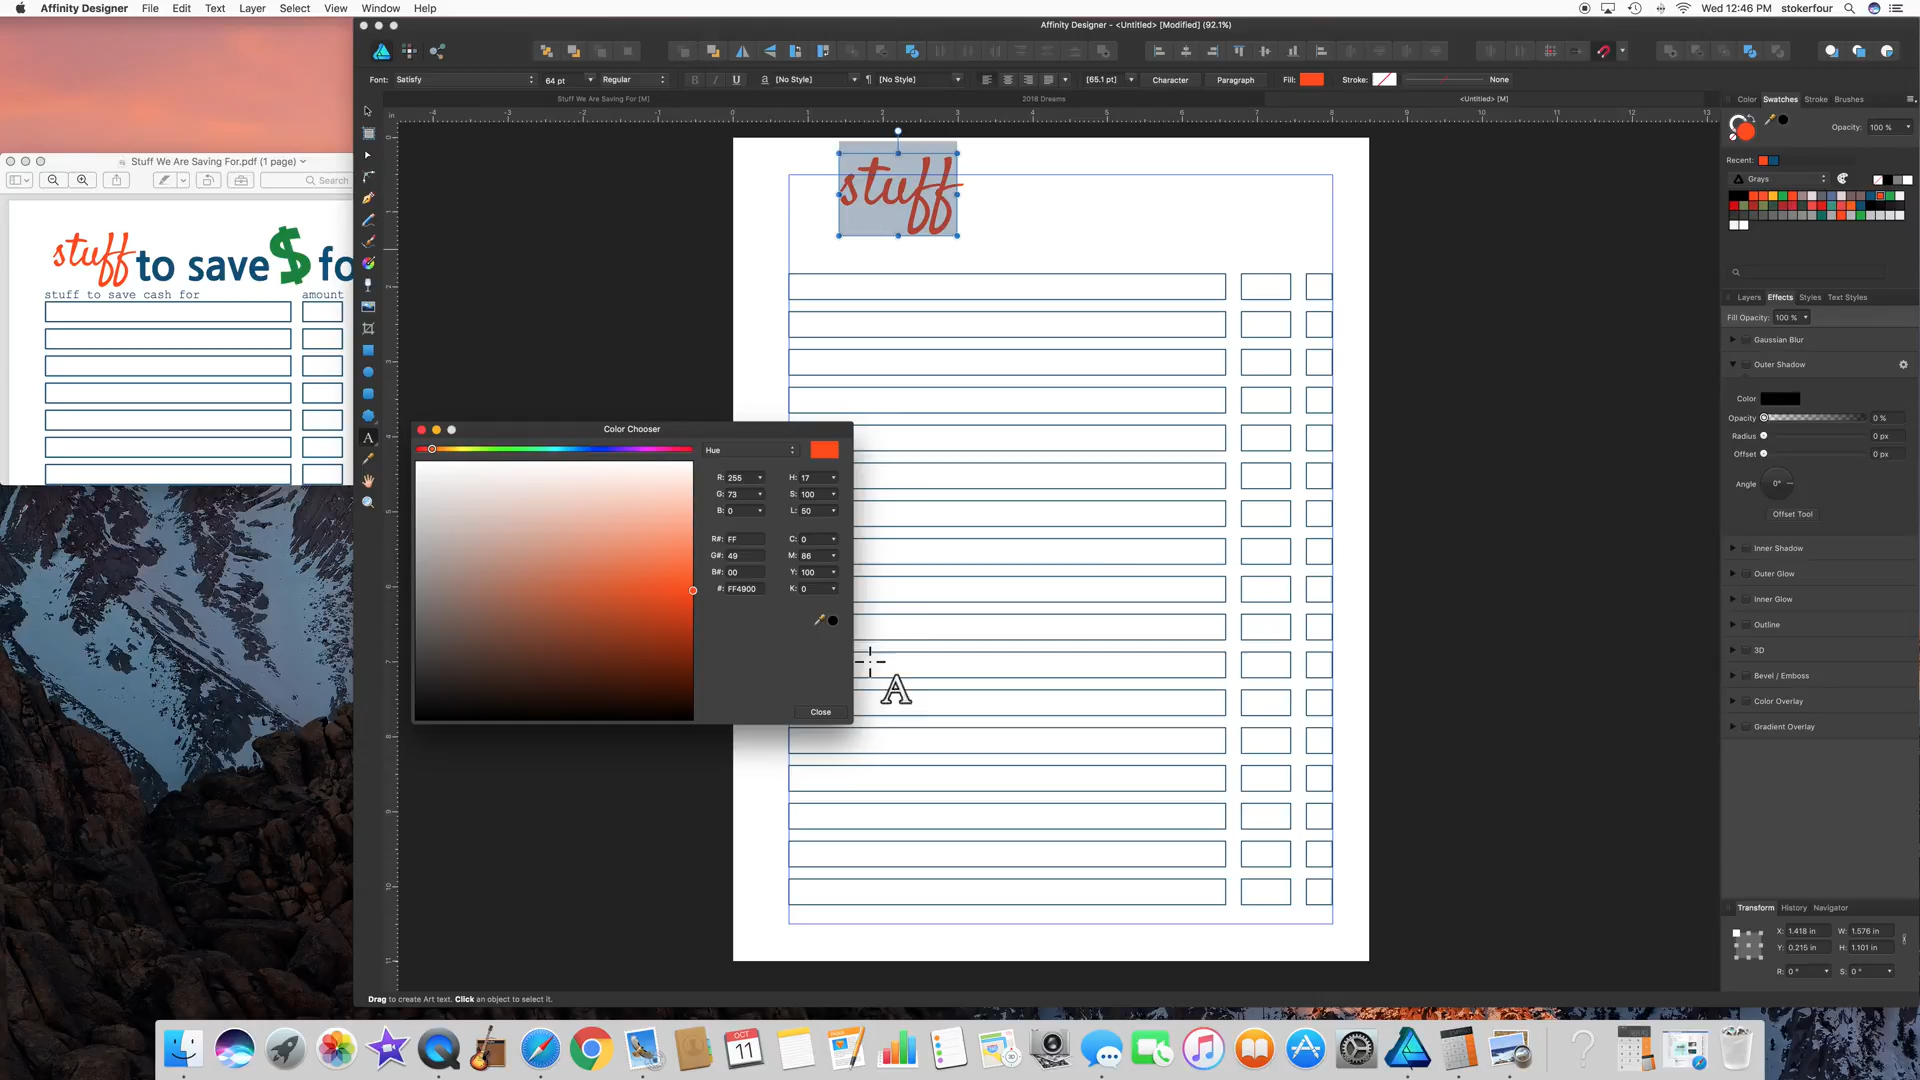 Affinity Designer File Edit Text Layer Select View Window Help
Wed 12:46 PM stokerfour
Affinity Designer - <Untitled> [Modified] (92.1%)
Font: Satisfy 64 pt Regular B I U a [No Style] ¶ [No Style] [65.1 pt] Character Paragraph Fill: Stroke: None
Stuff We Are Saving For [M] 2018 Dreams <Untitled> [M]
Color Swatches Stroke Brushes
Opacity: 100 %
Recent:
Grays
Stuff We Are Saving For.pdf (1 page)
Search
stuff to save $ fo
stuff to save cash for amount
stuff
Layers Effects Styles Text Styles
Fill Opacity: 100 %
Gaussian Blur
Outer Shadow
Color
Opacity 0 %
Radius 0 px
Offset 0 px
Angle 0°
Offset Tool
Inner Shadow
Outer Glow
Inner Glow
Outline
3D
Bevel / Emboss
Color Overlay
Gradient Overlay
Color Chooser
Hue
R: 255 H: 17
G: 73 S: 100
B: 0 L: 50
R#: FF C: 0
G#: 49 M: 86
B#: 00 Y: 100
#: FF4900 K: 0
Close
A
Transform History Navigator
X: 1.418 in W: 1.576 in
Y: 0.215 in H: 1.101 in
R: 0 ° S: 0 °
Drag to create Art text. Click an object to select it.
OCT
11